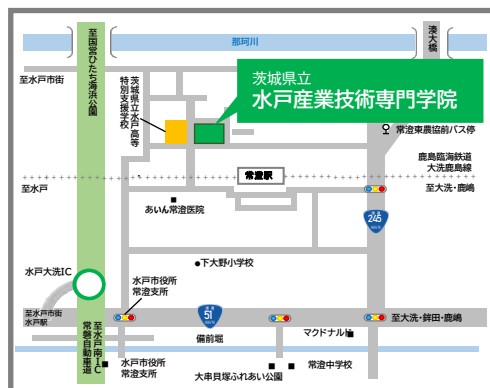 至国営ひたち海浜公園
那珂川
湊大橋
至水戸市街
茨城県立水戸高等
特別支援学校
茨城県立
水戸産業技術専門学院
常澄東農協前バス停
鹿島臨海鉄道
大洗鹿島線
至水戸
常澄駅
至大洗・鹿嶋
あいん常澄医院
245
下大野小学校
水戸大洗IC
水戸市役所
常澄支所
至水戸市街
水戸駅
51
至大洗・鉾田・鹿嶋
備前堀
マクドナルド
至水戸南IC
常磐自動車道
水戸市役所
常澄支所
大串貝塚ふれあい公園
常澄中学校